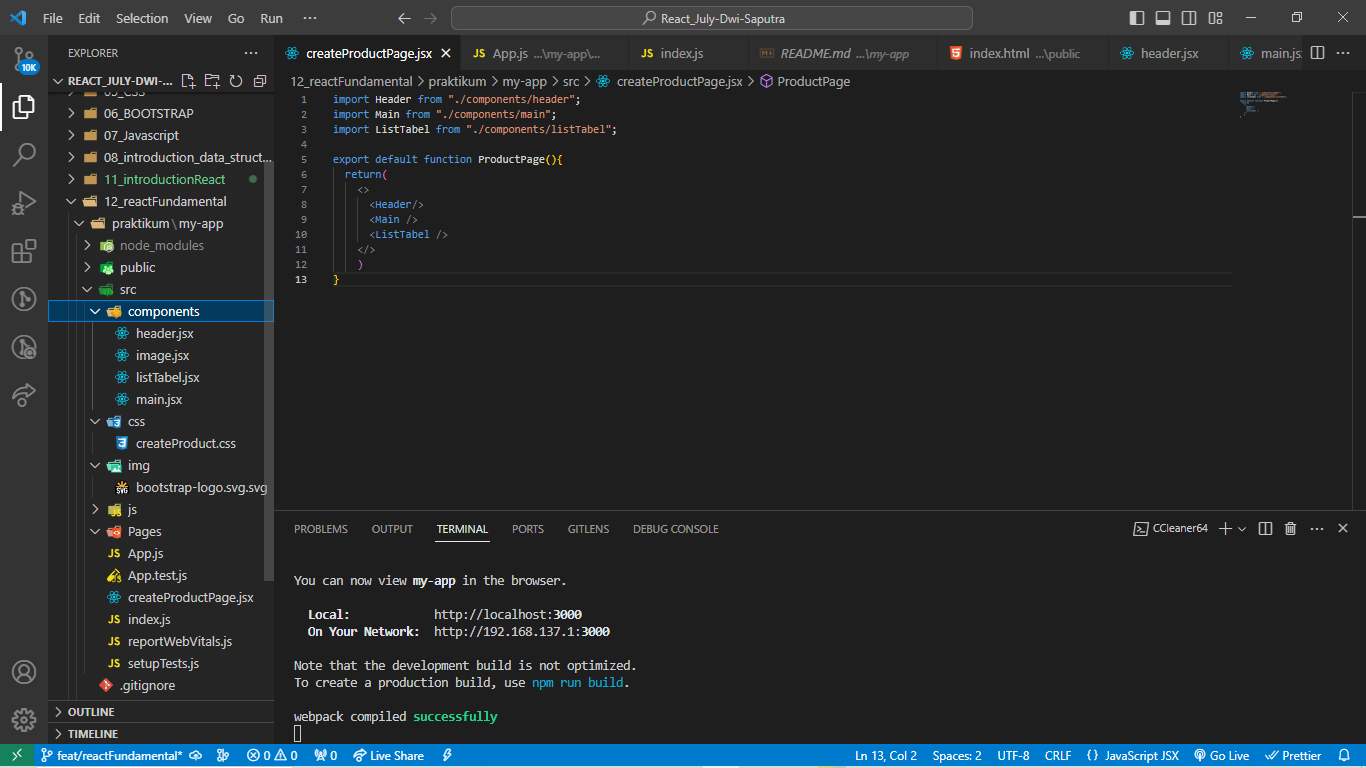 File Edit Selection View Go Run ··· React_July-Dwi-Saputra
EXPLORER
REACT_JULY-DWI-...
06_BOOTSTRAP
07_Javascript
08_introduction_data_struct...
11_introductionReact
12_reactFundamental
praktikum\my-app
node_modules
public
src
components
header.jsx
image.jsx
listTabel.jsx
main.jsx
css
createProduct.css
img
bootstrap-logo.svg.svg
js
Pages
App.js
App.test.js
createProductPage.jsx
index.js
reportWebVitals.js
setupTests.js
.gitignore
OUTLINE
TIMELINE
10K
createProductPage.jsx App.js ...\my-app\... index.js README.md ...\my-app index.html ...\public header.jsx main.js
12_reactFundamental > praktikum > my-app > src > createProductPage.jsx > ProductPage
1 import Header from "./components/header";
2 import Main from "./components/main";
3 import ListTabel from "./components/listTabel";
4
5 export default function ProductPage(){
6 return(
7 <>
8 <Header/>
9 <Main />
10 <ListTabel />
11 </>
12 )
13 }
PROBLEMS OUTPUT TERMINAL PORTS GITLENS DEBUG CONSOLE CCleaner64
You can now view my-app in the browser.
Local: http://localhost:3000
On Your Network: http://192.168.137.1:3000
Note that the development build is not optimized.
To create a production build, use npm run build.
webpack compiled successfully
feat/reactFundamental* 0 0 0 Live Share Ln 13, Col 2 Spaces: 2 UTF-8 CRLF {} JavaScript JSX Go Live Prettier